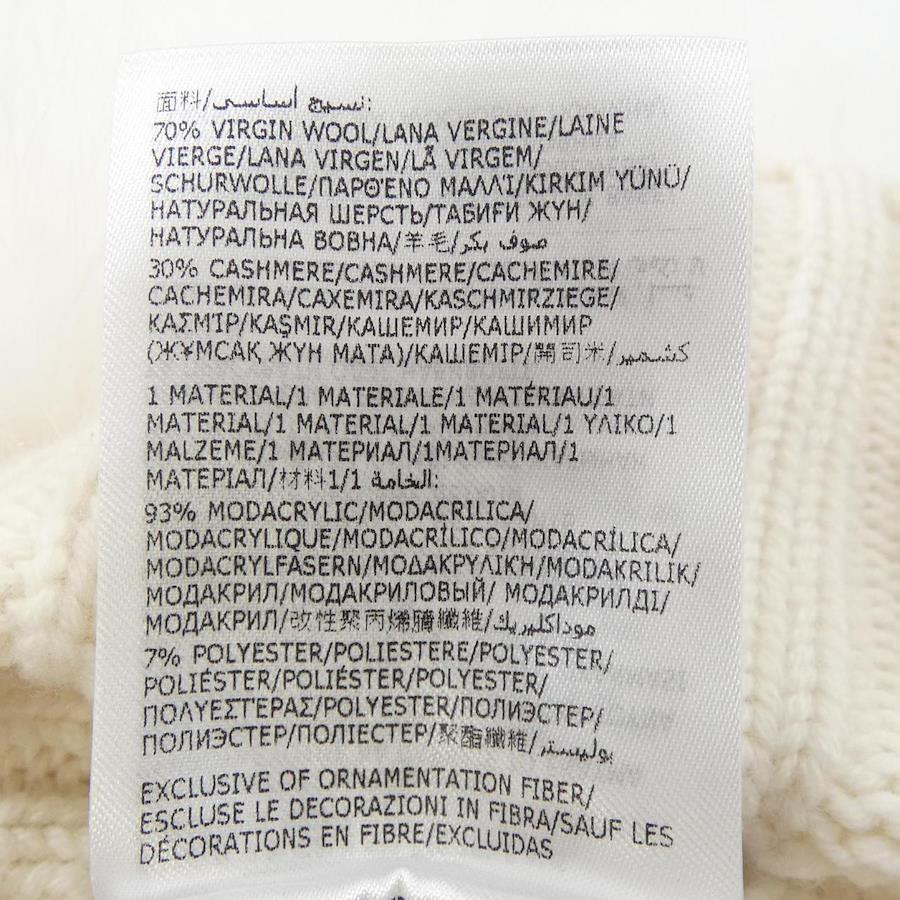 面料/نسيج أساسي:
70% VIRGIN WOOL/LANA VERGINE/LAINE
VIERGE/LANA VIRGEN/LÃ VIRGEM/
SCHURWOLLE/ΠΑΡΘΈΝΟ ΜΑΛΛΊ/KIRKIM YÜNÜ/
НАТУРАЛЬНАЯ ШЕРСТЬ/ТАБИҒИ ЖҮН/
НАТУРАЛЬНА ВОВНА/羊毛/صوف بكر
30% CASHMERE/CASHMERE/CACHEMIRE/
CACHEMIRA/CAXEMIRA/KASCHMIRZIEGE/
ΚΑΣΜΊΡ/KAŞMIR/КАШЕМИР/КАШИМИР
(ЖҰМСАҚ ЖҮН МАТА)/КАШЕМІР/開司米/كشمير
1 MATERIAL/1 MATERIALE/1 MATÉRIAU/1
MATERIAL/1 MATERIAL/1 MATERIAL/1 ΥΛΙΚΟ/1
MALZEME/1 МАТЕРИАЛ/1МАТЕРИАЛ/1
МАТЕРІАЛ/材料1/1 الخامة:
93% MODACRYLIC/MODACRILICA/
MODACRYLIQUE/MODACRÍLICO/MODACRÍLICA/
MODACRYLFASERN/ΜΟΔΑΚΡΥΛΙΚΗ/MODAKRILIK/
МОДАКРИЛ/МОДАКРИЛОВЫЙ/ МОДАКРИЛДІ/
МОДАКРИЛ/改性聚丙烯腈纖維/موداكليريك
7% POLYESTER/POLIESTERE/POLYESTER/
POLIÉSTER/POLIÉSTER/POLYESTER/
ΠΟΛΥΕΣΤΈΡΑΣ/POLYESTER/ПОЛИЭСТЕР/
ПОЛИЭСТЕР/ПОЛІЕСТЕР/聚酯纖維/بوليستر
EXCLUSIVE OF ORNAMENTATION FIBER/
ESCLUSE LE DECORAZIONI IN FIBRA/SAUF LES
DÉCORATIONS EN FIBRE/EXCLUIDAS